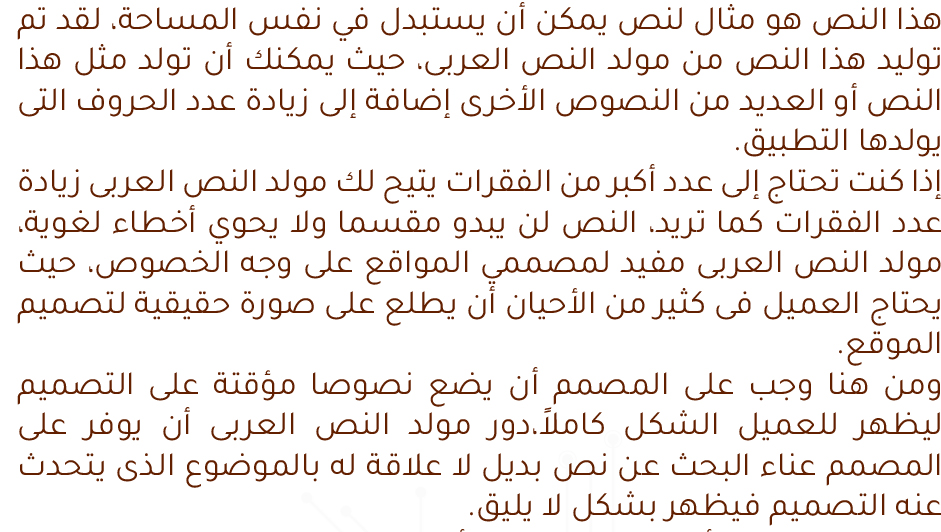 هذا النص هو مثال لنص يمكن أن يستبدل في نفس المساحة، لقد تم
توليد هذا النص من مولد النص العربى، حيث يمكنك أن تولد مثل هذا
النص أو العديد من النصوص الأخرى إضافة إلى زيادة عدد الحروف التى
يولدها التطبيق.
إذا كنت تحتاج إلى عدد أكبر من الفقرات يتيح لك مولد النص العربى زيادة
عدد الفقرات كما تريد، النص لن يبدو مقسما ولا يحوي أخطاء لغوية،
مولد النص العربى مفيد لمصممي المواقع على وجه الخصوص، حيث
يحتاج العميل فى كثير من الأحيان أن يطلع على صورة حقيقية لتصميم
الموقع.
ومن هنا وجب على المصمم أن يضع نصوصا مؤقتة على التصميم
ليظهر للعميل الشكل كاملاً،دور مولد النص العربى أن يوفر على
المصمم عناء البحث عن نص بديل لا علاقة له بالموضوع الذى يتحدث
عنه التصميم فيظهر بشكل لا يليق.